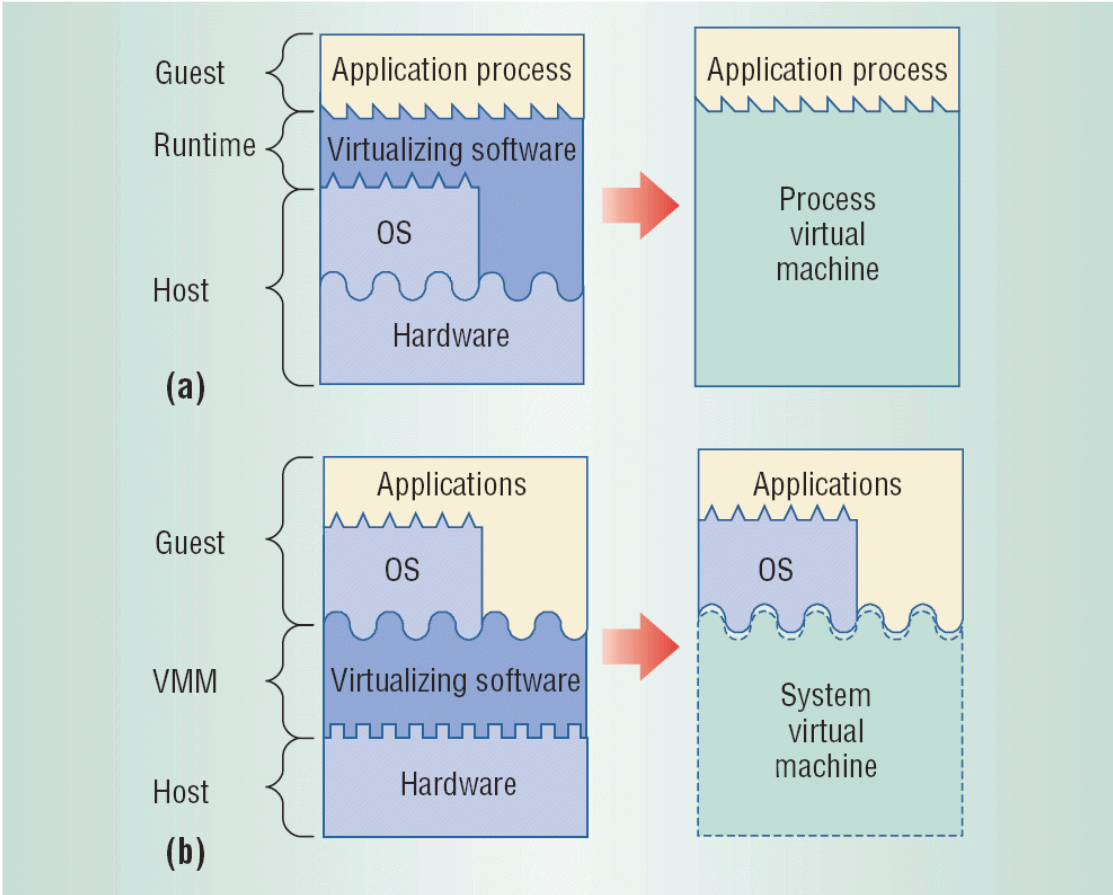 Guest
Application process
Runtime
Virtualizing software
OS
Host
Hardware
(a)
Application process
Process
virtual
machine
Guest
Applications
OS
VMM
Virtualizing software
Host
Hardware
(b)
Applications
OS
System
virtual
machine